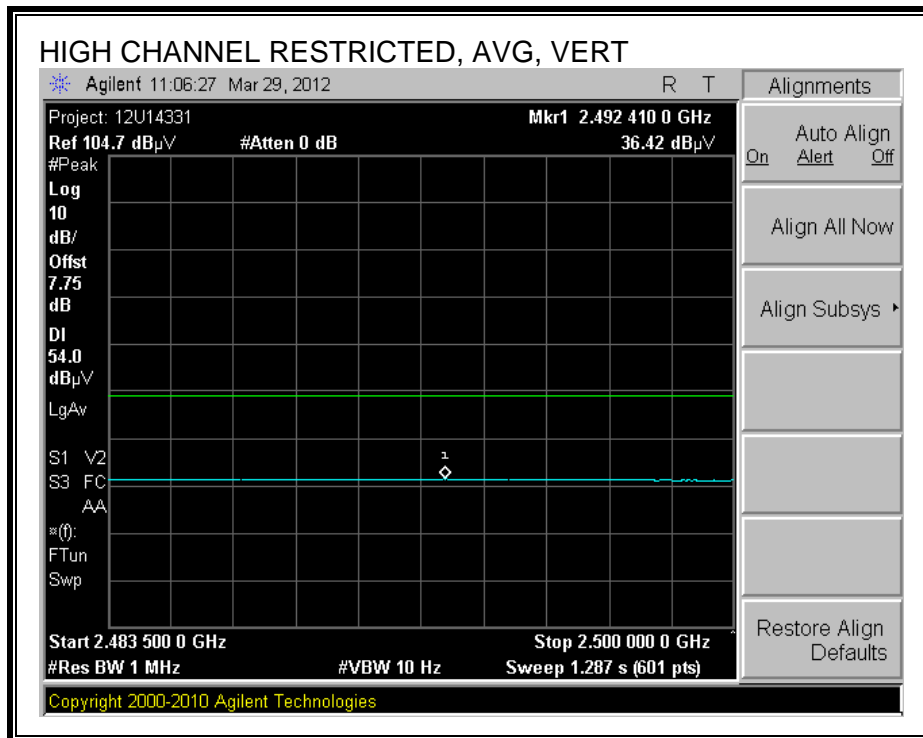 HIGH CHANNEL RESTRICTED, AVG, VERT
Agilent 11:06:27 Mar 29, 2012 R T
Project: 12U14331 Mkr1 2.492 410 0 GHz
Ref 104.7 dBµV #Atten 0 dB 36.42 dBµV
#Peak
Log
10
dB/
Offst
7.75
dB
DI
54.0
dBµV
LgAv
S1 V2
S3 FC
AA
¤(f):
FTun
Swp
1
Start 2.483 500 0 GHz Stop 2.500 000 0 GHz ^
#Res BW 1 MHz #VBW 10 Hz Sweep 1.287 s (601 pts)
Copyright 2000-2010 Agilent Technologies
Alignments
Auto Align
On Alert Off
Align All Now
Align Subsys
Restore Align
Defaults